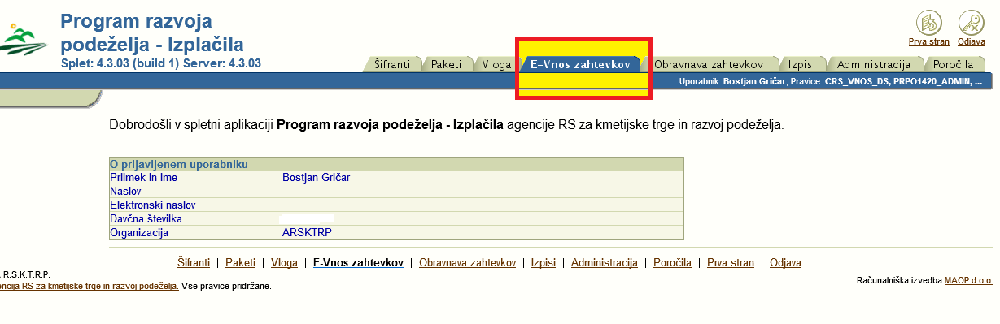 Program razvoja
podeželja - Izplačila
Splet: 4.3.03 (build 1) Server: 4.3.03
Prva stran Odjava
Šifranti Paketi Vloga E-Vnos zahtevkov Obravnava zahtevkov Izpisi Administracija Poročila
Uporabnik: Bostjan Gričar, Pravice: CRS_VNOS_DS, PRPO1420_ADMIN, ...
Dobrodošli v spletni aplikaciji Program razvoja podeželja - Izplačila agencije RS za kmetijske trge in razvoj podeželja.
O prijavljenem uporabniku
Priimek in ime Bostjan Gričar
Naslov
Elektronski naslov
Davčna številka
Organizacija ARSKTRP
Šifranti | Paketi | Vloga | E-Vnos zahtevkov | Obravnava zahtevkov | Izpisi | Administracija | Poročila | Prva stran | Odjava
.R.S.K.T.R.P.
encija RS za kmetijske trge in razvoj podeželja. Vse pravice pridržane.
Računalniška izvedba MAOP d.o.o.